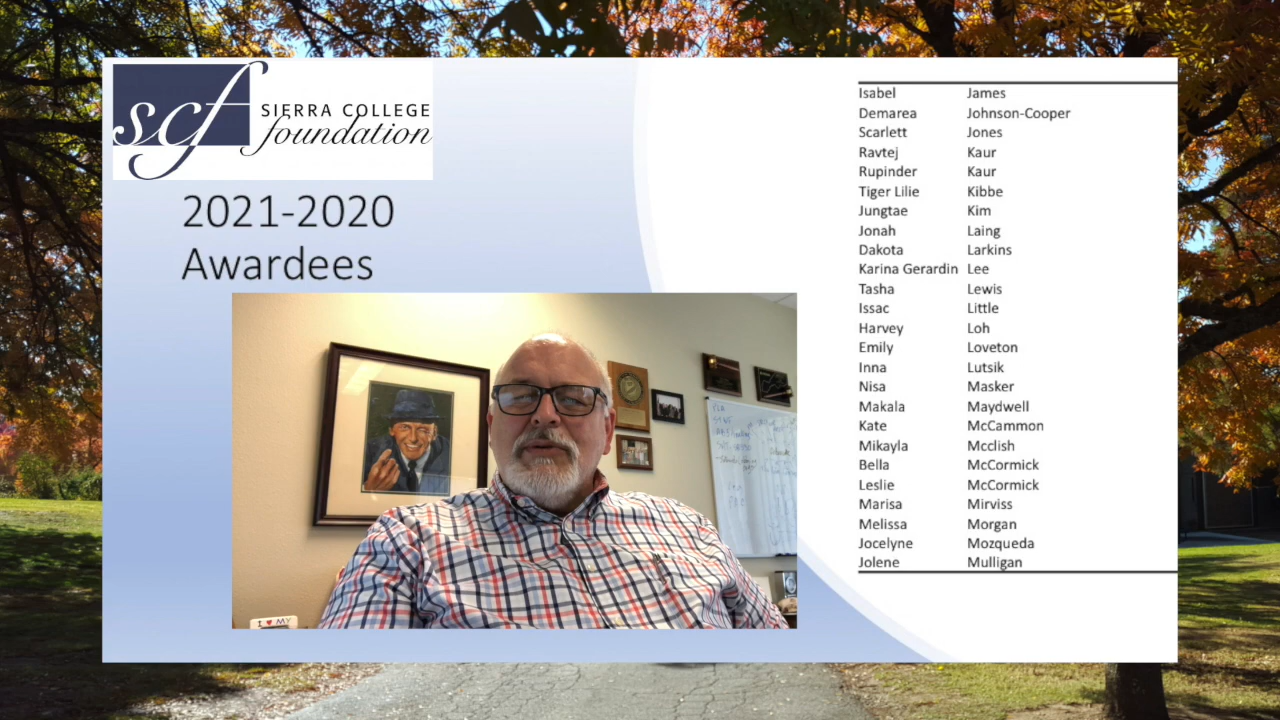 scf SIERRA COLLEGE
foundation
2021-2020
Awardees
Isabel James
Demarea Johnson-Cooper
Scarlett Jones
Ravtej Kaur
Rupinder Kaur
Tiger Lilie Kibbe
Jungtae Kim
Jonah Laing
Dakota Larkins
Karina Gerardin Lee
Tasha Lewis
Issac Little
Harvey Loh
Emily Loveton
Inna Lutsik
Nisa Masker
Makala Maydwell
Kate McCammon
Mikayla Mcclish
Bella McCormick
Leslie McCormick
Marisa Mirviss
Melissa Morgan
Jocelyne Mozqueda
Jolene Mulligan
I ♥ MY